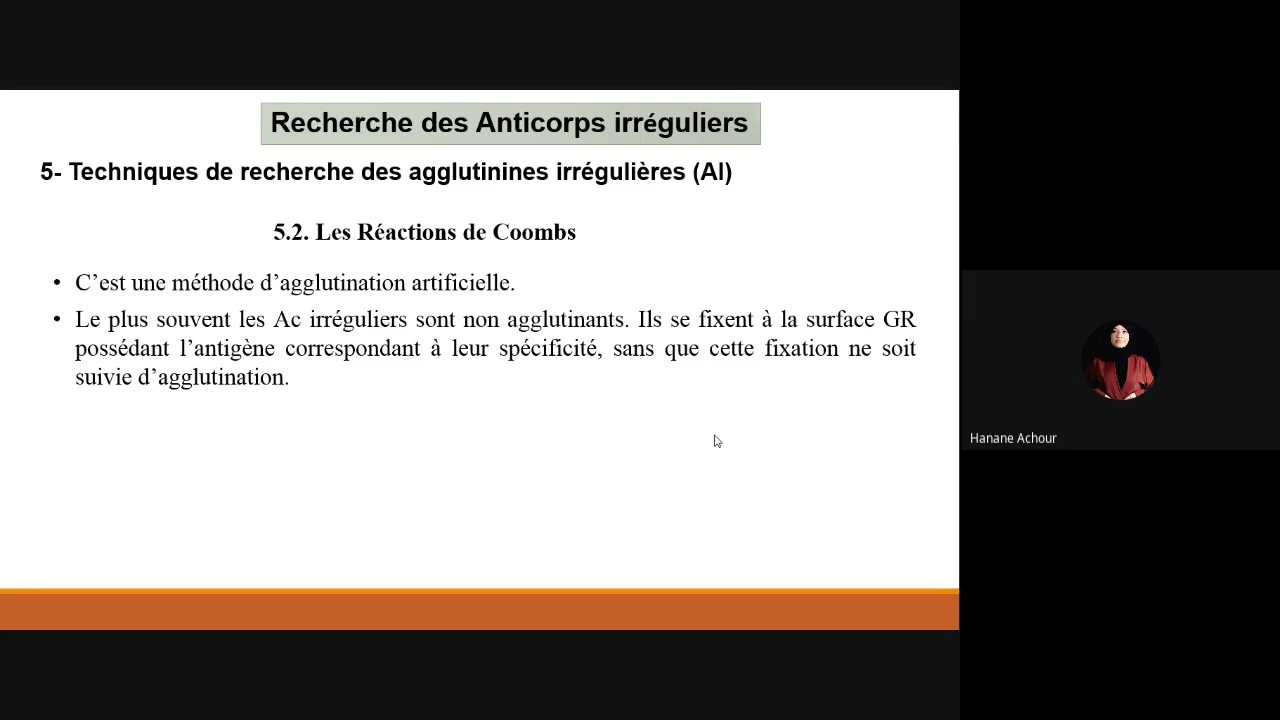 Recherche des Anticorps irréguliers
5- Techniques de recherche des agglutinines irrégulières (AI)
5.2. Les Réactions de Coombs
• C’est une méthode d’agglutination artificielle.
• Le plus souvent les Ac irréguliers sont non agglutinants. Ils se fixent à la surface GR
possédant l’antigène correspondant à leur spécificité, sans que cette fixation ne soit
suivie d’agglutination.
Hanane Achour